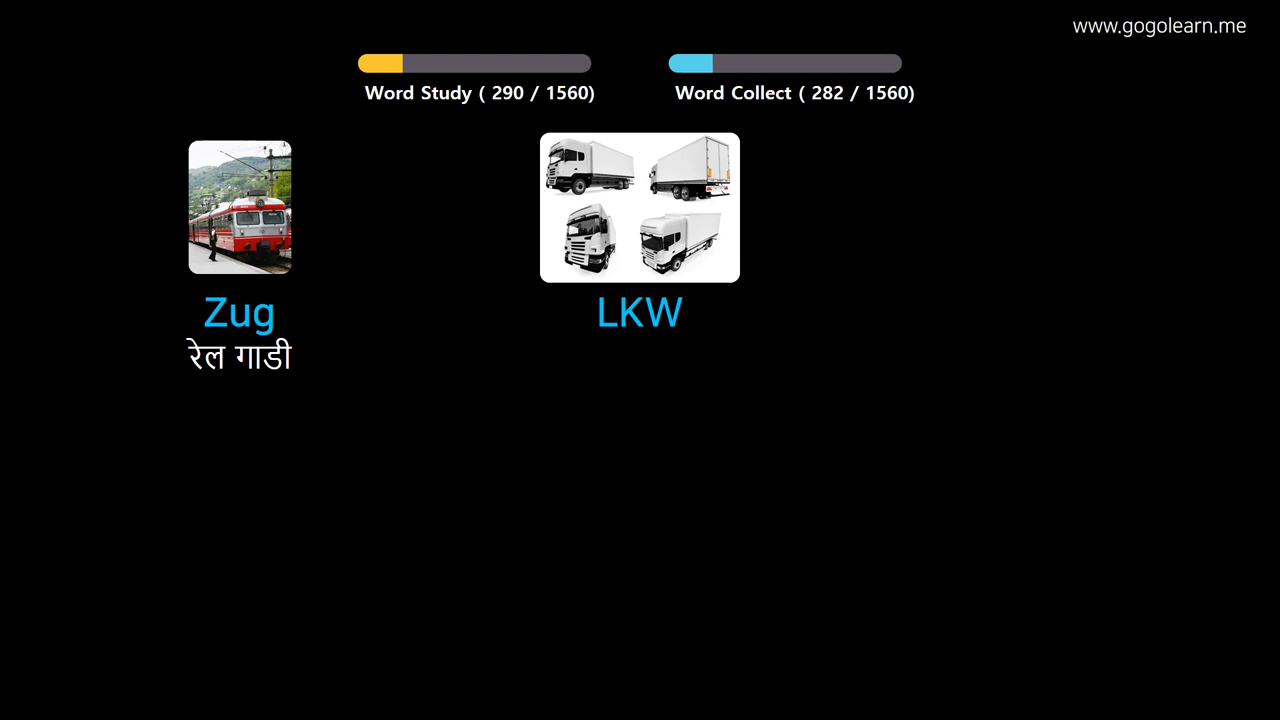 www.gogolearn.me
Word Study ( 290 / 1560)
Word Collect ( 282 / 1560)
Zug
रेल गाडी
LKW